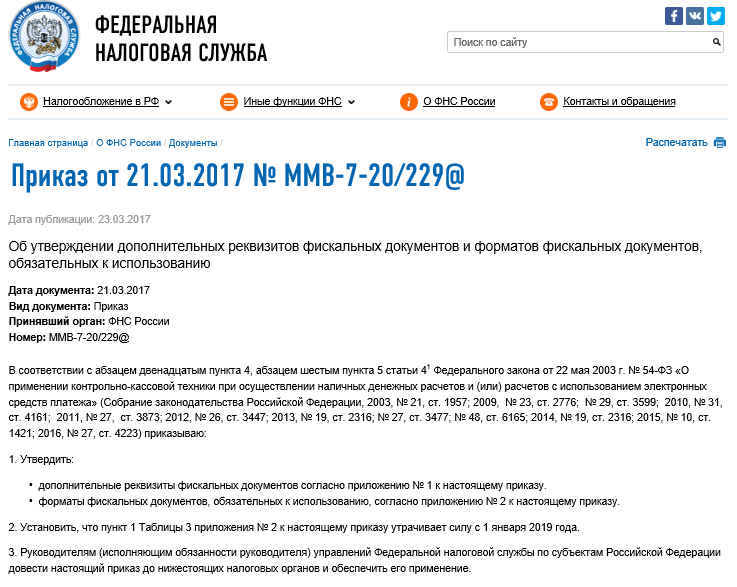 ФЕДЕРАЛЬНАЯ
НАЛОГОВАЯ СЛУЖБА
Поиск по сайту
Налогообложение в РФ
Иные функции ФНС
О ФНС России
Контакты и обращения
Главная страница / О ФНС России / Документы /
Распечатать
Приказ от 21.03.2017 № ММВ-7-20/229@
Дата публикации: 23.03.2017
Об утверждении дополнительных реквизитов фискальных документов и форматов фискальных документов,
обязательных к использованию
Дата документа: 21.03.2017
Вид документа: Приказ
Принявший орган: ФНС России
Номер: ММВ-7-20/229@
В соответствии с абзацем двенадцатым пункта 4, абзацем шестым пункта 5 статьи 4¹ Федерального закона от 22 мая 2003 г. № 54-ФЗ «О
применении контрольно-кассовой техники при осуществлении наличных денежных расчетов и (или) расчетов с использованием электронных
средств платежа» (Собрание законодательства Российской Федерации, 2003, № 21, ст. 1957; 2009, № 23, ст. 2776; № 29, ст. 3599; 2010, № 31,
ст. 4161; 2011, № 27, ст. 3873; 2012, № 26, ст. 3447; 2013, № 19, ст. 2316; № 27, ст. 3477; № 48, ст. 6165; 2014, № 19, ст. 2316; 2015, № 10, ст.
1421; 2016, № 27, ст. 4223) приказываю:
1. Утвердить:
• дополнительные реквизиты фискальных документов согласно приложению № 1 к настоящему приказу.
• форматы фискальных документов, обязательных к использованию, согласно приложению № 2 к настоящему приказу.
2. Установить, что пункт 1 Таблицы 3 приложения № 2 к настоящему приказу утрачивает силу с 1 января 2019 года.
3. Руководителям (исполняющим обязанности руководителя) управлений Федеральной налоговой службы по субъектам Российской Федерации
довести настоящий приказ до нижестоящих налоговых органов и обеспечить его применение.